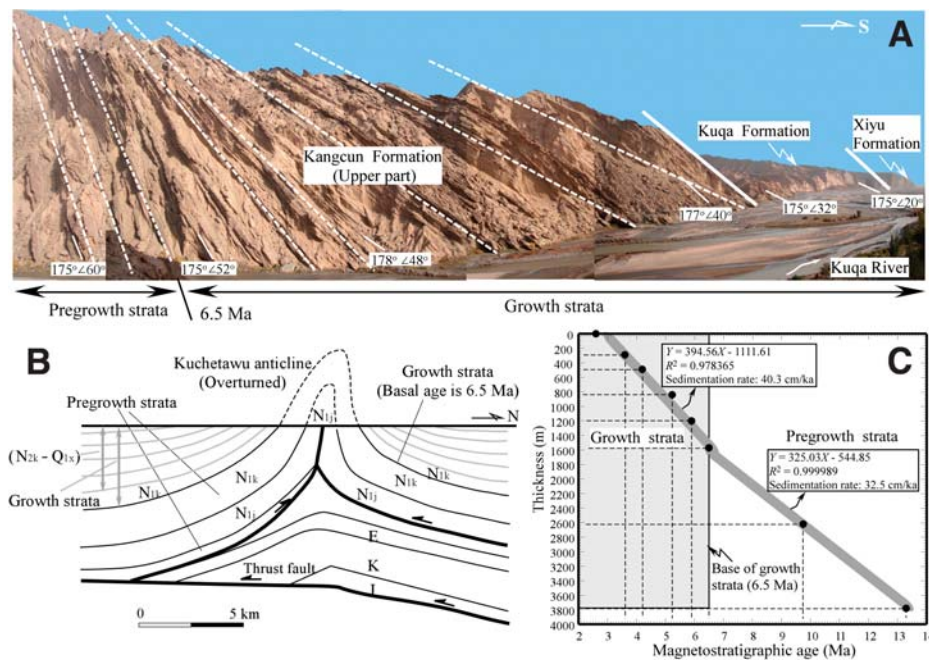 A
S
Kuqa Formation
Xiyu
Formation
Kangcun Formation
(Upper part)
175°∠60°
175°∠52°
178°∠48°
177°∠40°
175°∠32°
175°∠20°
Kuqa River
Pregrowth strata
6.5 Ma
Growth strata
B
Kuchetawu anticline
(Overturned)
Growth strata
(Basal age is 6.5 Ma)
Pregrowth strata
N
N1j
(N2k - Q1x)
Growth strata
N1k
N1k
N1k
N1k
N1j
N1j
E
K
J
Thrust fault
0 5 km
C
Thickness (m)
0
200
400
600
800
1000
1200
1400
1600
1800
2000
2200
2400
2600
2800
3000
3200
3400
3600
3800
4000
Y = 394.56X - 1111.61
R² = 0.978365
Sedimentation rate: 40.3 cm/ka
Growth strata
Pregrowth strata
Y = 325.03X - 544.85
R² = 0.999989
Sedimentation rate: 32.5 cm/ka
Base of growth
strata (6.5 Ma)
2 3 4 5 6 7 8 9 10 11 12 13 14
Magnetostratigraphic age (Ma)